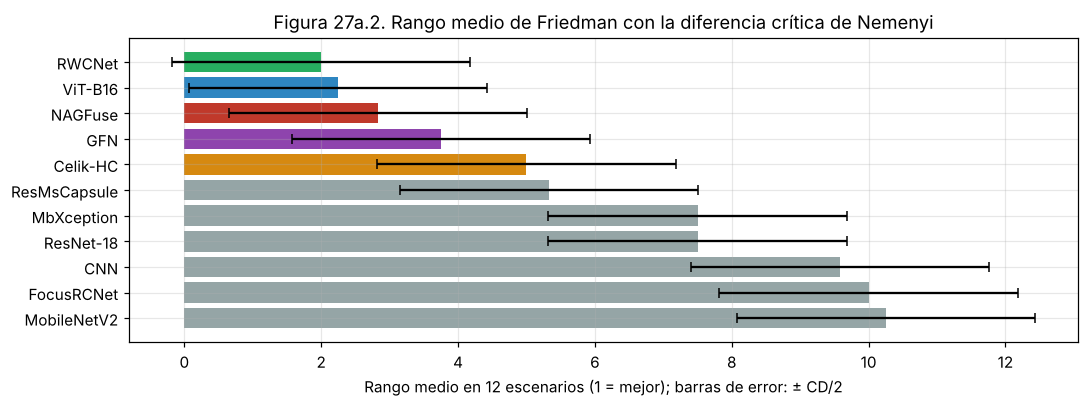 Figura 27a.2. Rango medio de Friedman con la diferencia crítica de Nemenyi
RWCNet
ViT-B16
NAGFuse
GFN
Celik-HC
ResMsCapsule
MbXception
ResNet-18
CNN
FocusRCNet
MobileNetV2
0 2 4 6 8 10 12
Rango medio en 12 escenarios (1 = mejor); barras de error: ± CD/2